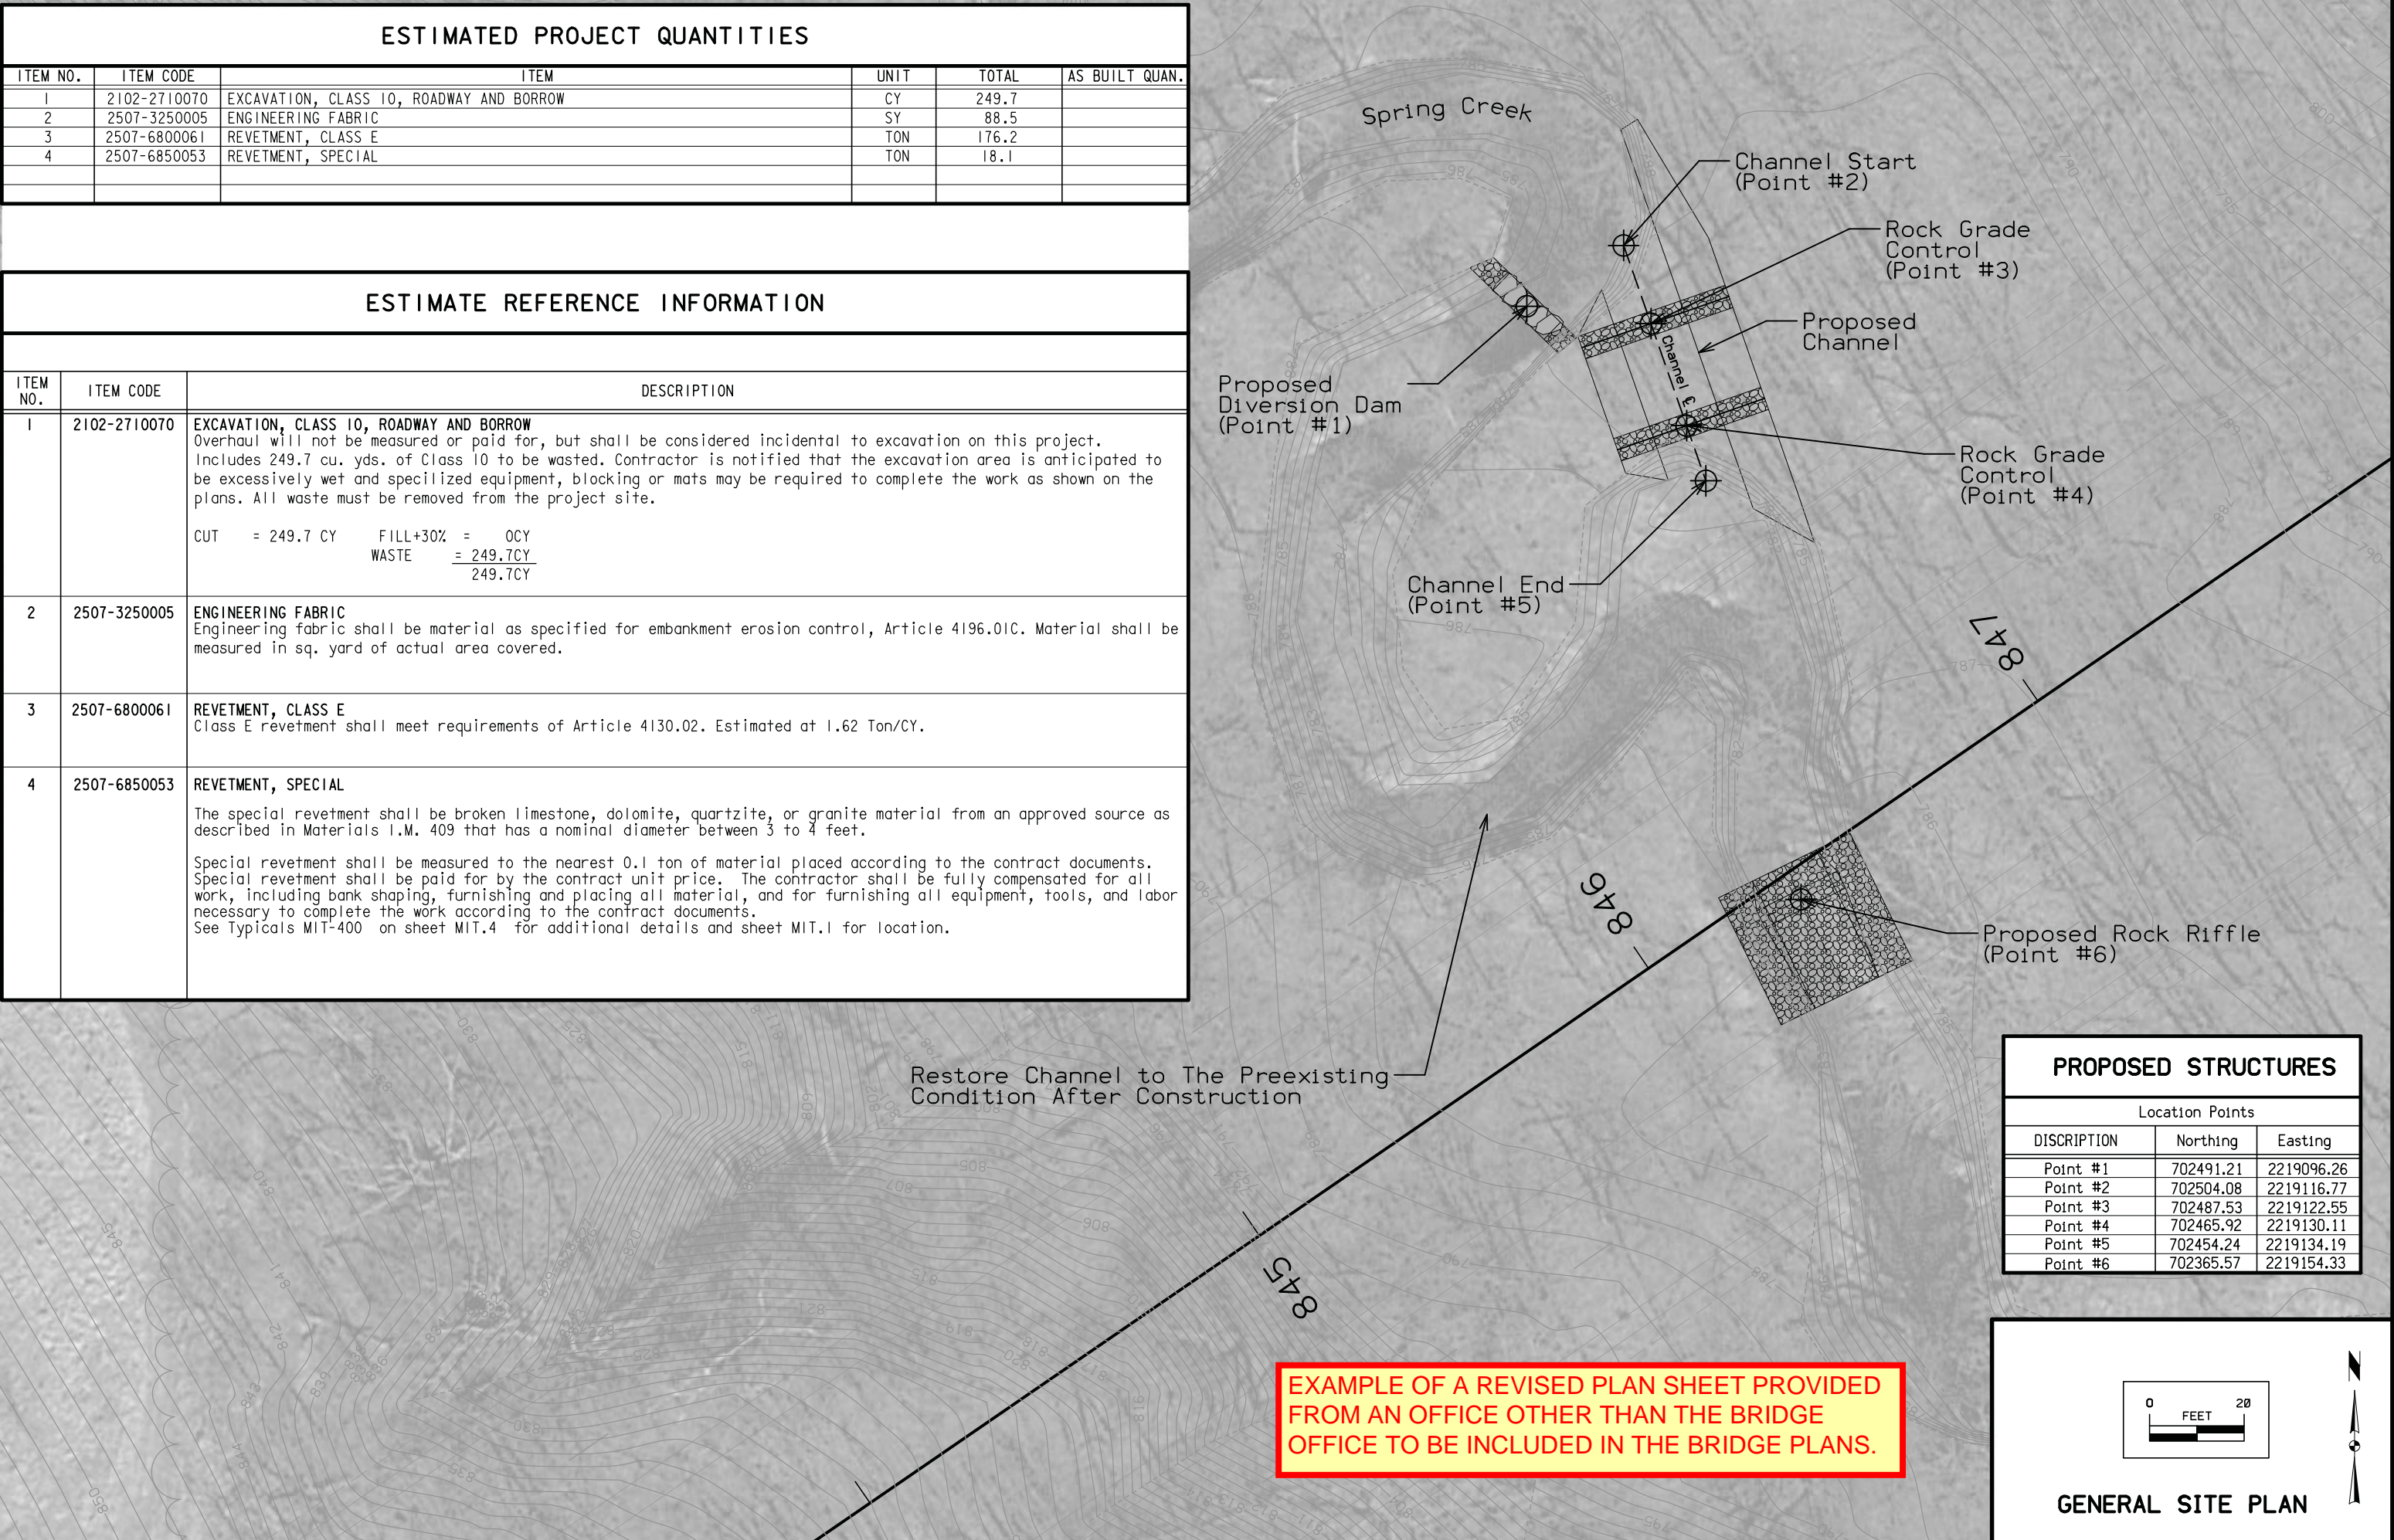 ESTIMATED PROJECT QUANTITIES
ITEM NO. ITEM CODE ITEM UNIT TOTAL AS BUILT QUAN.
1 2102-2710070 EXCAVATION, CLASS 10, ROADWAY AND BORROW CY 249.7
2 2507-3250005 ENGINEERING FABRIC SY 88.5
3 2507-6800061 REVETMENT, CLASS E TON 176.2
4 2507-6850053 REVETMENT, SPECIAL TON 18.1
ESTIMATE REFERENCE INFORMATION
ITEM NO. ITEM CODE DESCRIPTION
1 2102-2710070 EXCAVATION, CLASS 10, ROADWAY AND BORROW
Overhaul will not be measured or paid for, but shall be considered incidental to excavation on this project.
Includes 249.7 cu. yds. of Class 10 to be wasted. Contractor is notified that the excavation area is anticipated to
be excessively wet and specilized equipment, blocking or mats may be required to complete the work as shown on the
plans. All waste must be removed from the project site.
CUT = 249.7 CY FILL+30% = 0CY
WASTE = 249.7CY
249.7CY
2 2507-3250005 ENGINEERING FABRIC
Engineering fabric shall be material as specified for embankment erosion control, Article 4196.01C. Material shall be
measured in sq. yard of actual area covered.
3 2507-6800061 REVETMENT, CLASS E
Class E revetment shall meet requirements of Article 4130.02. Estimated at 1.62 Ton/CY.
4 2507-6850053 REVETMENT, SPECIAL
The special revetment shall be broken limestone, dolomite, quartzite, or granite material from an approved source as
described in Materials I.M. 409 that has a nominal diameter between 3 to 4 feet.
Special revetment shall be measured to the nearest 0.1 ton of material placed according to the contract documents.
Special revetment shall be paid for by the contract unit price. The contractor shall be fully compensated for all
work, including bank shaping, furnishing and placing all material, and for furnishing all equipment, tools, and labor
necessary to complete the work according to the contract documents.
See Typicals MIT-400 on sheet MIT.4 for additional details and sheet MIT.1 for location.
Spring Creek
Channel Start
(Point #2)
Rock Grade
Control
(Point #3)
Proposed
Channel
Channel ℄
Proposed
Diversion Dam
(Point #1)
Rock Grade
Control
(Point #4)
Channel End
(Point #5)
847
846
Proposed Rock Riffle
(Point #6)
Restore Channel to The Preexisting
Condition After Construction
845
PROPOSED STRUCTURES
Location Points
DISCRIPTION Northing Easting
Point #1 702491.21 2219096.26
Point #2 702504.08 2219116.77
Point #3 702487.53 2219122.55
Point #4 702465.92 2219130.11
Point #5 702454.24 2219134.19
Point #6 702365.57 2219154.33
EXAMPLE OF A REVISED PLAN SHEET PROVIDED
FROM AN OFFICE OTHER THAN THE BRIDGE
OFFICE TO BE INCLUDED IN THE BRIDGE PLANS.
0 20
FEET
N
GENERAL SITE PLAN